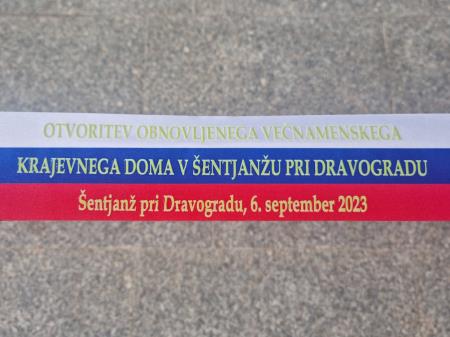 OTVORITEV OBNOVLJENEGA VEČNAMENSKEGA
KRAJEVNEGA DOMA V ŠENTJANŽU PRI DRAVOGRADU
Šentjanž pri Dravogradu, 6. september 2023